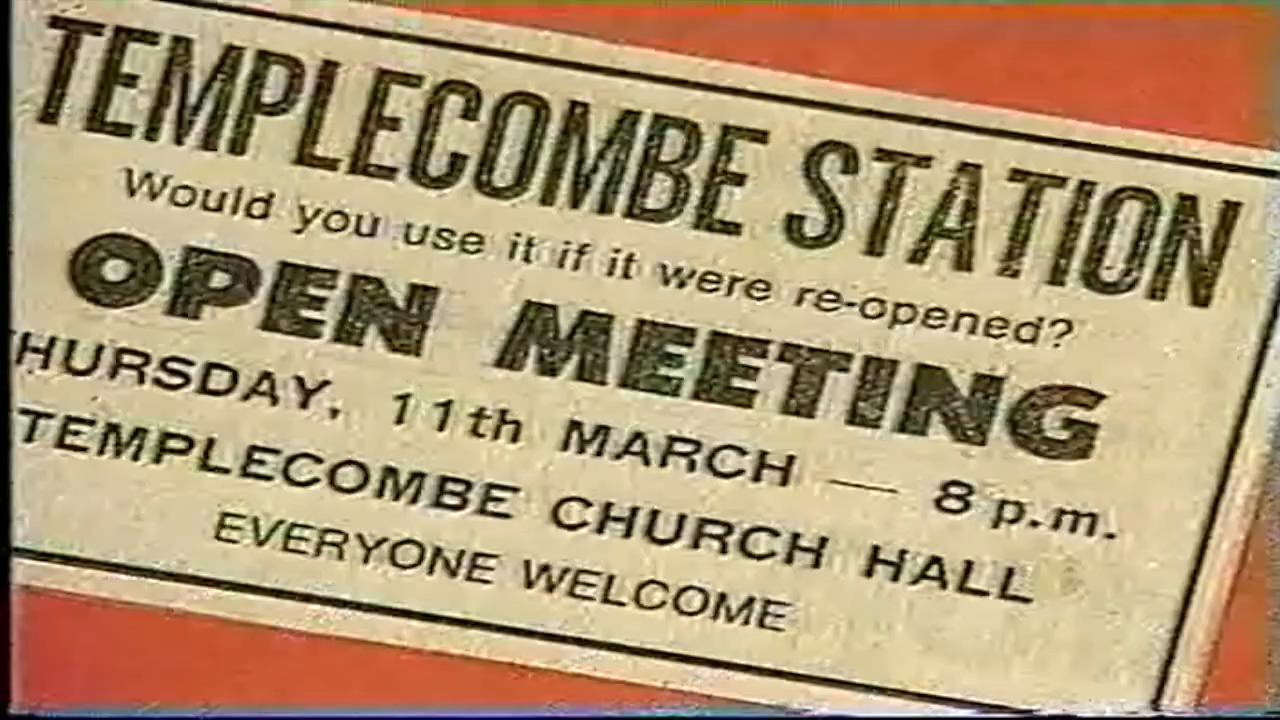 TEMPLECOMBE STATION
Would you use it if it were re-opened?
OPEN MEETING
HURSDAY, 11th MARCH — 8 p.m.
TEMPLECOMBE CHURCH HALL
EVERYONE WELCOME